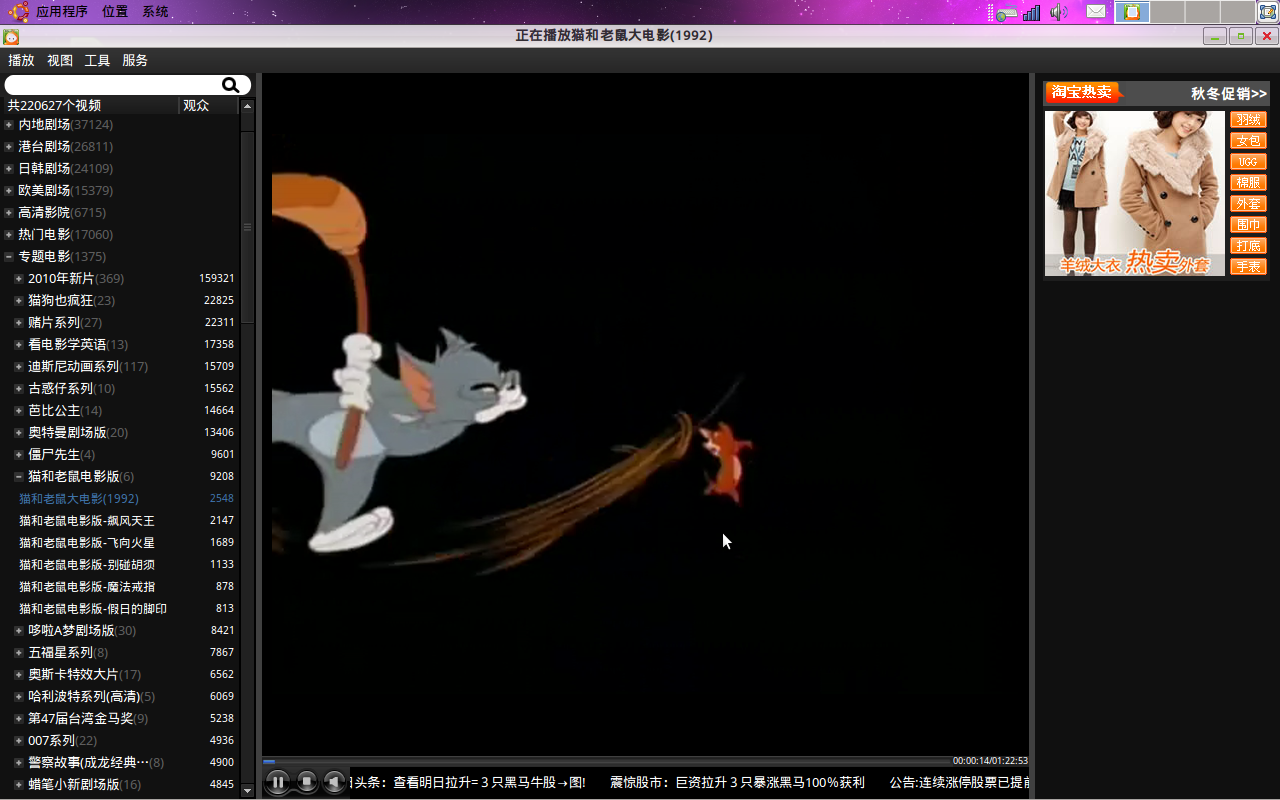 应用程序 位置 系统
正在播放猫和老鼠大电影(1992)
播放 视图 工具 服务
共220627个视频 观众
内地剧场(37124)
港台剧场(26811)
日韩剧场(24109)
欧美剧场(15379)
高清影院(6715)
热门电影(17060)
专题电影(1375)
2010年新片(369) 159321
猫狗也疯狂(23) 22825
赌片系列(27) 22311
看电影学英语(13) 17358
迪斯尼动画系列(117) 15709
古惑仔系列(10) 15562
芭比公主(14) 14664
奥特曼剧场版(20) 13406
僵尸先生(4) 9601
猫和老鼠电影版(6) 9208
猫和老鼠大电影(1992) 2548
猫和老鼠电影版-飙风天王 2147
猫和老鼠电影版-飞向火星 1689
猫和老鼠电影版-别碰胡须 1133
猫和老鼠电影版-魔法戒指 878
猫和老鼠电影版-假日的脚印 813
哆啦A梦剧场版(30) 8421
五福星系列(8) 7867
奥斯卡特效大片(17) 6562
哈利波特系列(高清)(5) 6069
第47届台湾金马奖(9) 5238
007系列(22) 4936
警察故事(成龙经典…(8) 4900
蜡笔小新剧场版(16) 4845
00:00:14/01:22:53
头条：查看明日拉升=３只黑马牛股→图! 震惊股市：巨资拉升３只暴涨黑马100%获利 公告:连续涨停股票已提前
淘宝热卖 秋冬促销>>
羽绒
女包
UGG
棉服
外套
围巾
打底
手表
羊绒大衣 热卖外套